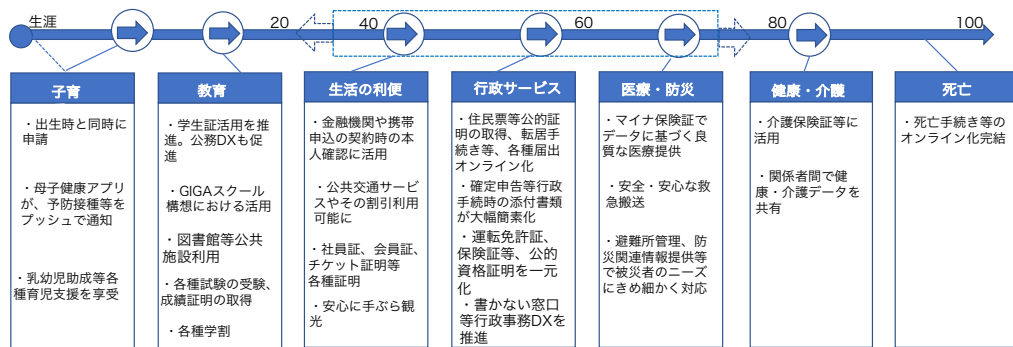 生涯
20
40
60
80
100
子育
・出生時と同時に
申請
・母子健康アプリ
が、予防接種等を
プッシュで通知
・乳幼児助成等各
種育児支援を享受
教育
・学生証活用を推
進。公務DXも促
進
・GIGAスクール
構想における活用
・図書館等公共
施設利用
・各種試験の受験、
成績証明の取得
・各種学割
生活の利便
・金融機関や携帯
申込の契約時の本
人確認に活用
・公共交通サービ
スやその割引利用
可能に
・社員証、会員証、
チケット証明等
各種証明
・安心に手ぶら観
光
行政サービス
・住民票等公的証
明の取得、転居手
続き等、各種届出
オンライン化
・確定申告等行政
手続時の添付書類
が大幅簡素化
・運転免許証、
保険証等、公的
資格証明を一元
化
・書かない窓口
等行政事務DXを
推進
医療・防災
・マイナ保険証で
データに基づく良
質な医療提供
・安全・安心な救
急搬送
・避難所管理、防
災関連情報提供等
で被災者のニーズ
にきめ細かく対応
健康・介護
・介護保険証等に
活用
・関係者間で健
康・介護データを
共有
死亡
・死亡手続き等の
オンライン化完結